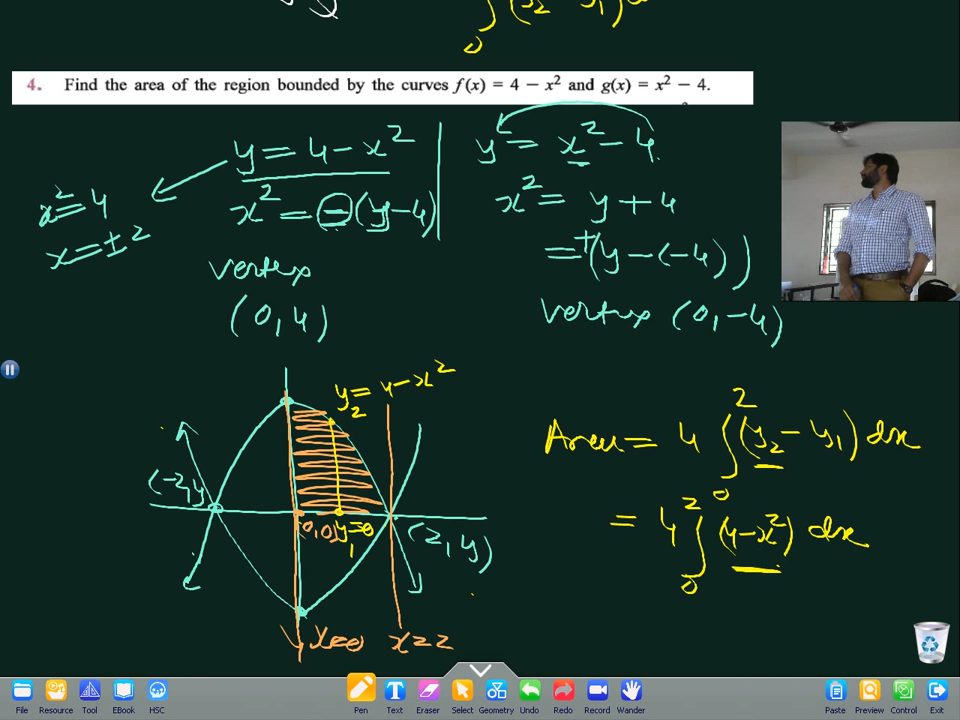 4. Find the area of the region bounded by the curves f(x) = 4 − x² and g(x) = x² − 4.
y = 4 − x²
x² = −(y−4)
x² = 4
x = ±2
vertex
(0, 4)
y = x² − 4
x² = y + 4
= +(y − (−4))
vertex (0, −4)
y₂ = 4 − x²
(−2, y)
(0,0)
y₁ = 0
(2, y)
x=0
x=2
Area = 4 ∫₀² (y₂ − y₁) dx
= 4 ∫₀² (4−x²) dx
File
Resource
Tool
EBook
HSC
Pen
Text
Eraser
Select
Geometry
Undo
Redo
Record
Wander
Paste
Preview
Control
Exit